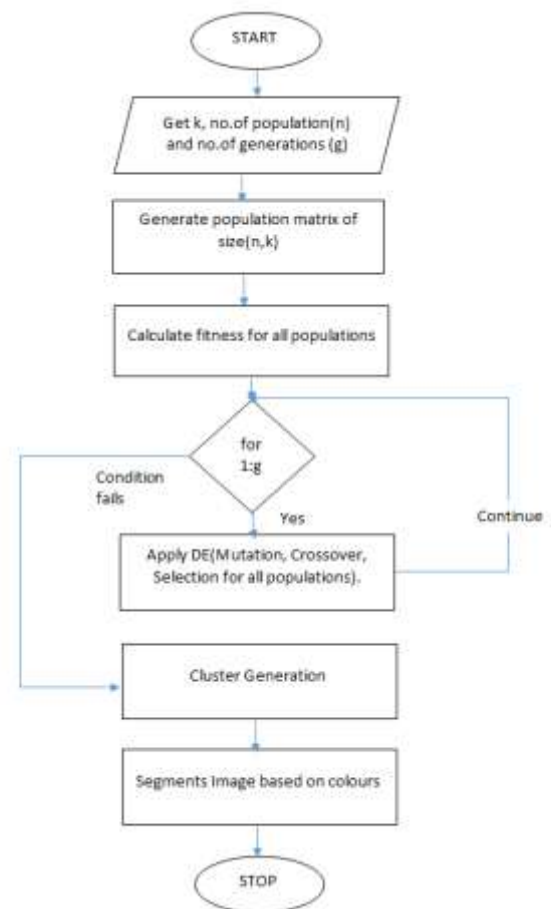 START
Get k, no.of population(n)
and no.of generations (g)
Generate population matrix of
size(n,k)
Calculate fitness for all populations
for
1:g
Condition
fails
Yes
Continue
Apply DE(Mutation, Crossover,
Selection for all populations).
Cluster Generation
Segments Image based on colours
STOP